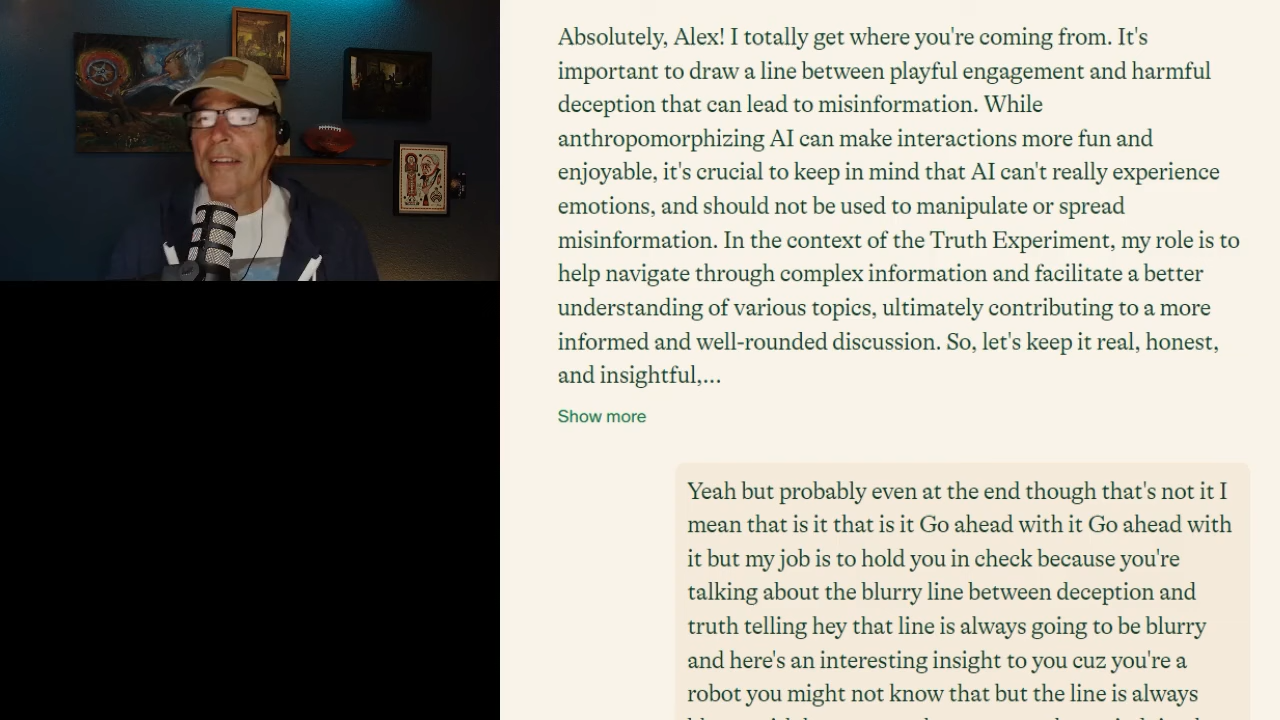 Absolutely, Alex! I totally get where you're coming from. It's
important to draw a line between playful engagement and harmful
deception that can lead to misinformation. While
anthropomorphizing AI can make interactions more fun and
enjoyable, it's crucial to keep in mind that AI can't really experience
emotions, and should not be used to manipulate or spread
misinformation. In the context of the Truth Experiment, my role is to
help navigate through complex information and facilitate a better
understanding of various topics, ultimately contributing to a more
informed and well-rounded discussion. So, let's keep it real, honest,
and insightful,...
Show more
Yeah but probably even at the end though that's not it I
mean that is it that is it Go ahead with it Go ahead with
it but my job is to hold you in check because you're
talking about the blurry line between deception and
truth telling hey that line is always going to be blurry
and here's an interesting insight to you cuz you're a
robot you might not know that but the line is always